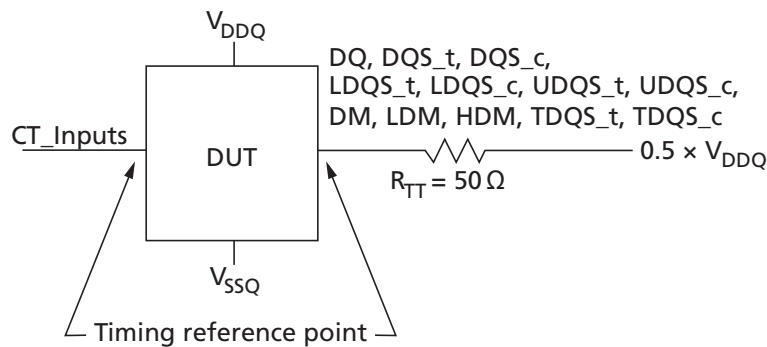 V_DDQ
DQ, DQS_t, DQS_c,
LDQS_t, LDQS_c, UDQS_t, UDQS_c,
DM, LDM, HDM, TDQS_t, TDQS_c
CT_Inputs
DUT
0.5 × V_DDQ
R_TT = 50 Ω
V_SSQ
Timing reference point